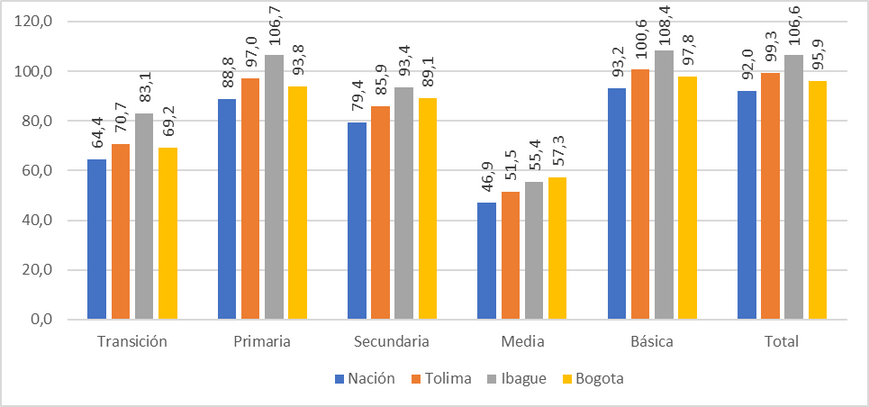 120,0
100,0
80,0
60,0
40,0
20,0
0,0
64,4 70,7 83,1 69,2
88,8 97,0 106,7 93,8
79,4 85,9 93,4 89,1
46,9 51,5 55,4 57,3
93,2 100,6 108,4 97,8
92,0 99,3 106,6 95,9
Transición Primaria Secundaria Media Básica Total
Nación Tolima Ibague Bogota